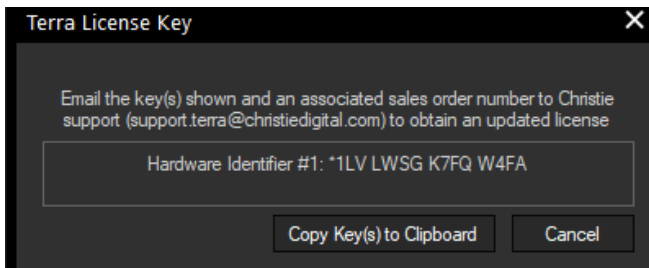 Terra License Key
Email the key(s) shown and an associated sales order number to Christie
support (support.terra@christiedigital.com) to obtain an updated license
Hardware Identifier #1: *1LV LWSG K7FQ W4FA
Copy Key(s) to Clipboard
Cancel